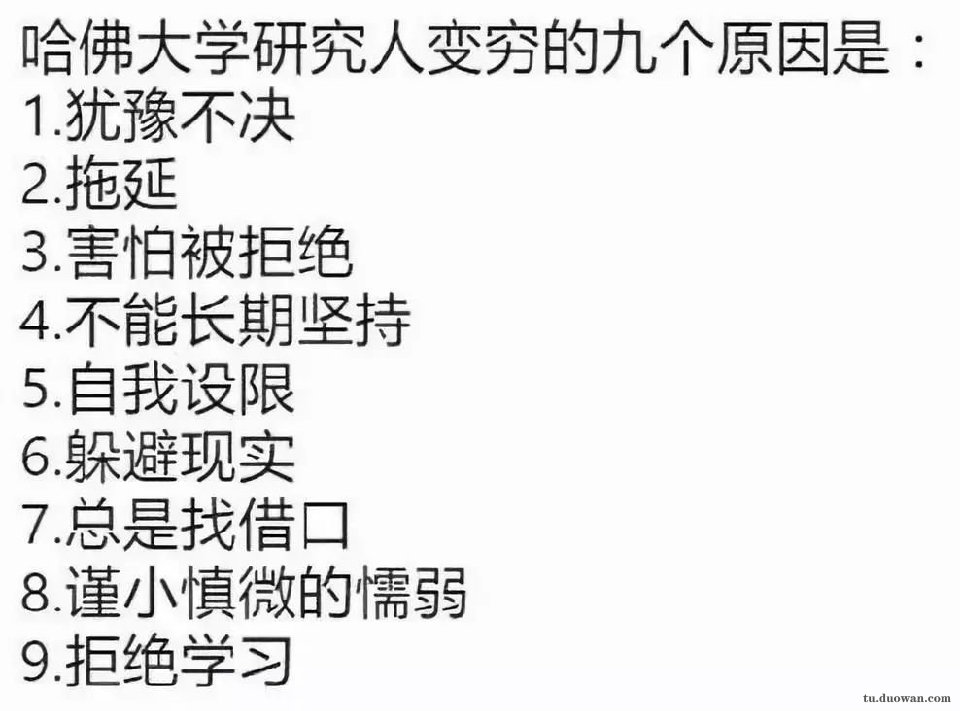 哈佛大学研究人变穷的九个原因是：
1.犹豫不决
2.拖延
3.害怕被拒绝
4.不能长期坚持
5.自我设限
6.躲避现实
7.总是找借口
8.谨小慎微的懦弱
9.拒绝学习
tu.duowan.com